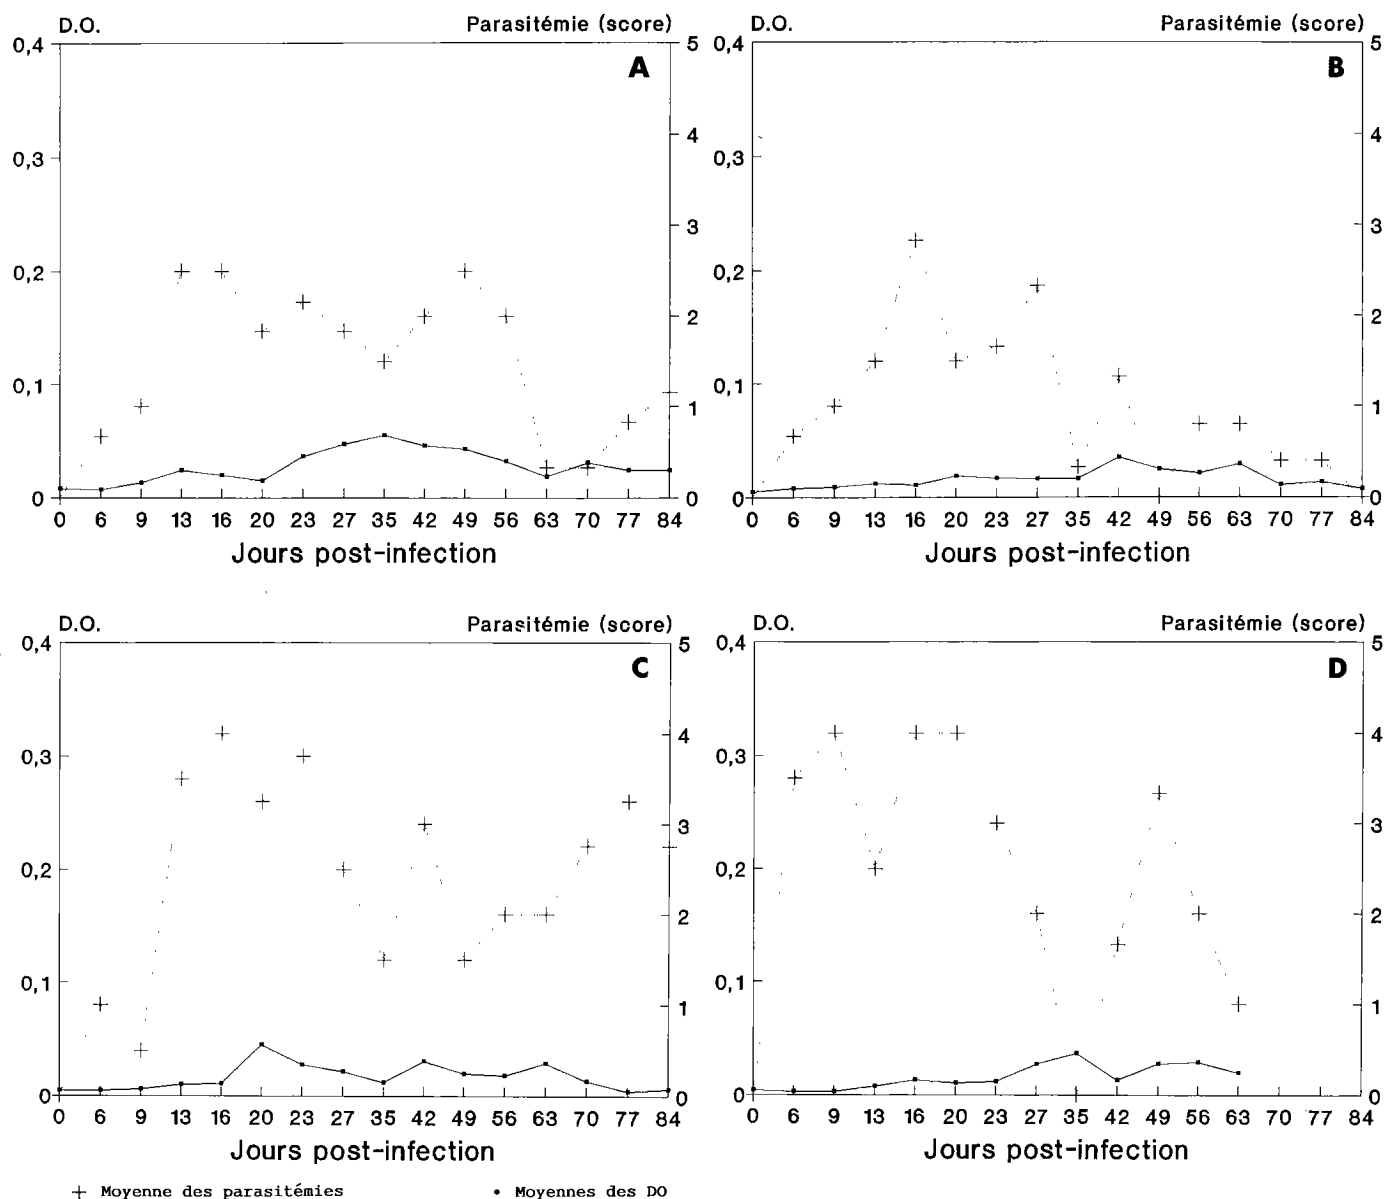 D.O. Parasitémie (score)
A
0,4 5
4
0,3
3
0,2
2
0,1
1
0 0
0 6 9 13 16 20 23 27 35 42 49 56 63 70 77 84
Jours post-infection
D.O. Parasitémie (score)
B
0,4 5
4
0,3
3
0,2
2
0,1
1
0 0
0 6 9 13 16 20 23 27 35 42 49 56 63 70 77 84
Jours post-infection
D.O. Parasitémie (score)
C
0,4 5
4
0,3
3
0,2
2
0,1
1
0 0
0 6 9 13 16 20 23 27 35 42 49 56 63 70 77 84
Jours post-infection
D.O. Parasitémie (score)
D
0,4 5
4
0,3
3
0,2
2
0,1
1
0 0
0 6 9 13 16 20 23 27 35 42 49 56 63 70 77 84
Jours post-infection
+ Moyenne des parasitémies
• Moyennes des DO